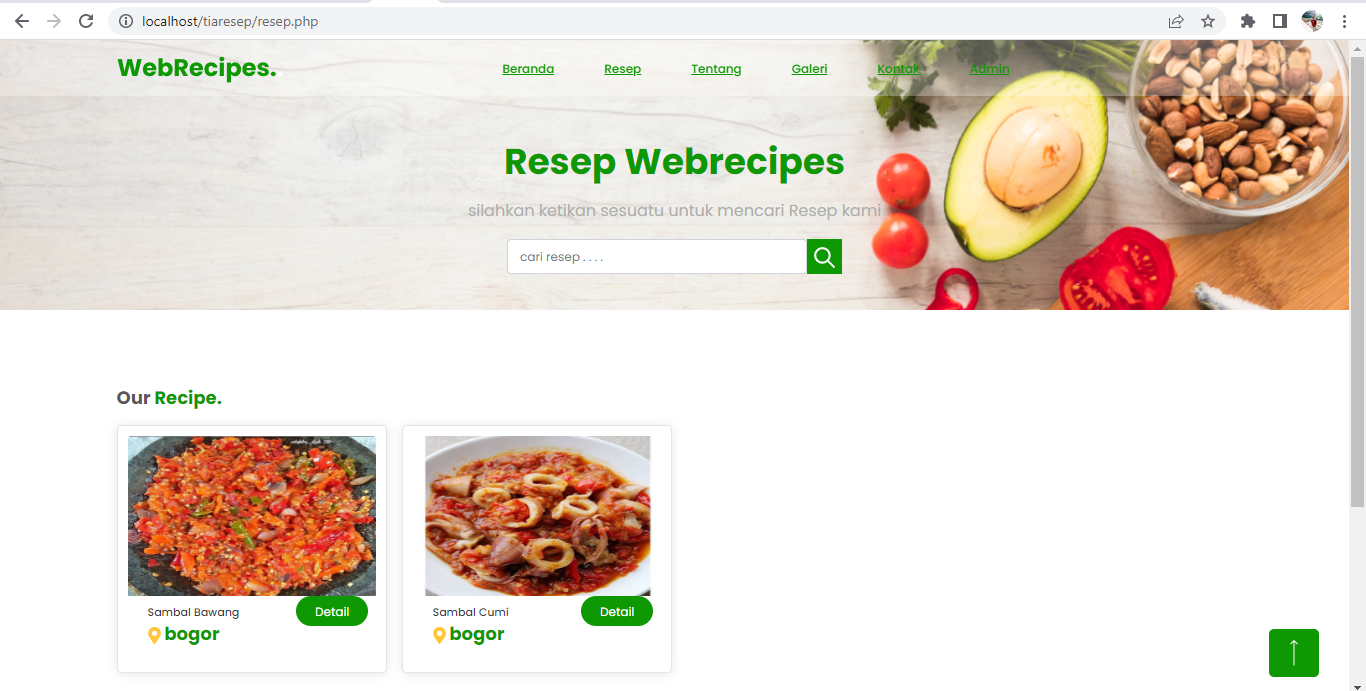 localhost/tiaresep/resep.php
WebRecipes. Beranda Resep Tentang Galeri Kontak Admin
Resep Webrecipes
silahkan ketikan sesuatu untuk mencari Resep kami
cari resep . . . .
Our Recipe.
Sambal Bawang Detail
bogor
Sambal Cumi Detail
bogor